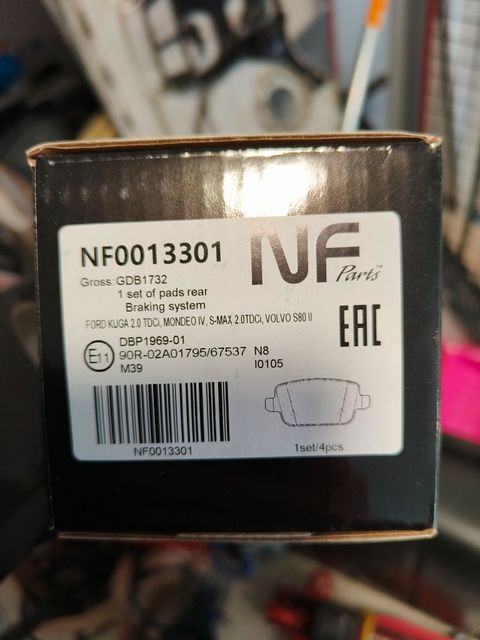 NF0013301
NF Parts™
Gross: GDB1732
1 set of pads rear
Braking system
FORD KUGA 2.0 TDCi, MONDEO IV, S-MAX 2.0TDCi, VOLVO S80 II
EAC
E11
DBP1969-01
90R-02A01795/67537 N8
M39 I0105
NF0013301
1set/4pcs